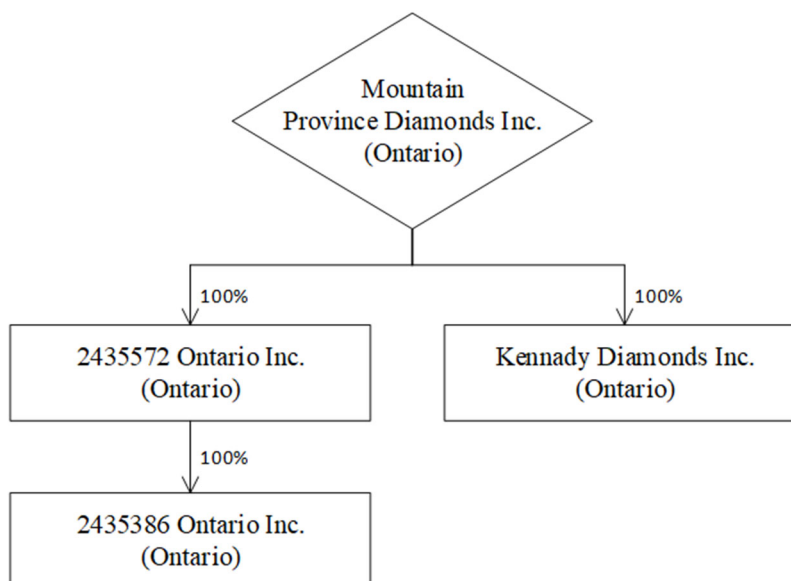 Mountain
Province Diamonds Inc.
(Ontario)
100%
100%
2435572 Ontario Inc.
(Ontario)
Kennady Diamonds Inc.
(Ontario)
100%
2435386 Ontario Inc.
(Ontario)